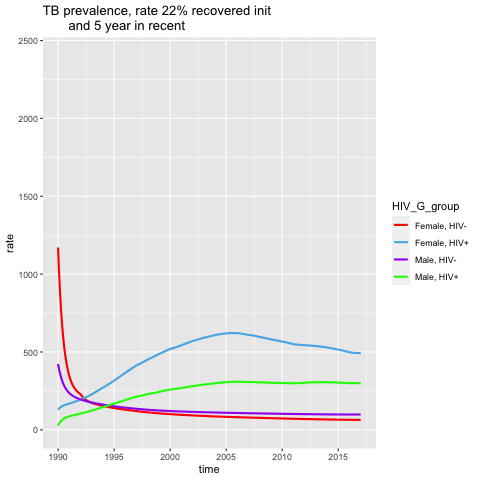 TB prevalence, rate 22% recovered init
and 5 year in recent
2500
2000
1500
1000
500
0
rate
1990
1995
2000
2005
2010
2015
time
HIV_G_group
Female, HIV-
Female, HIV+
Male, HIV-
Male, HIV+